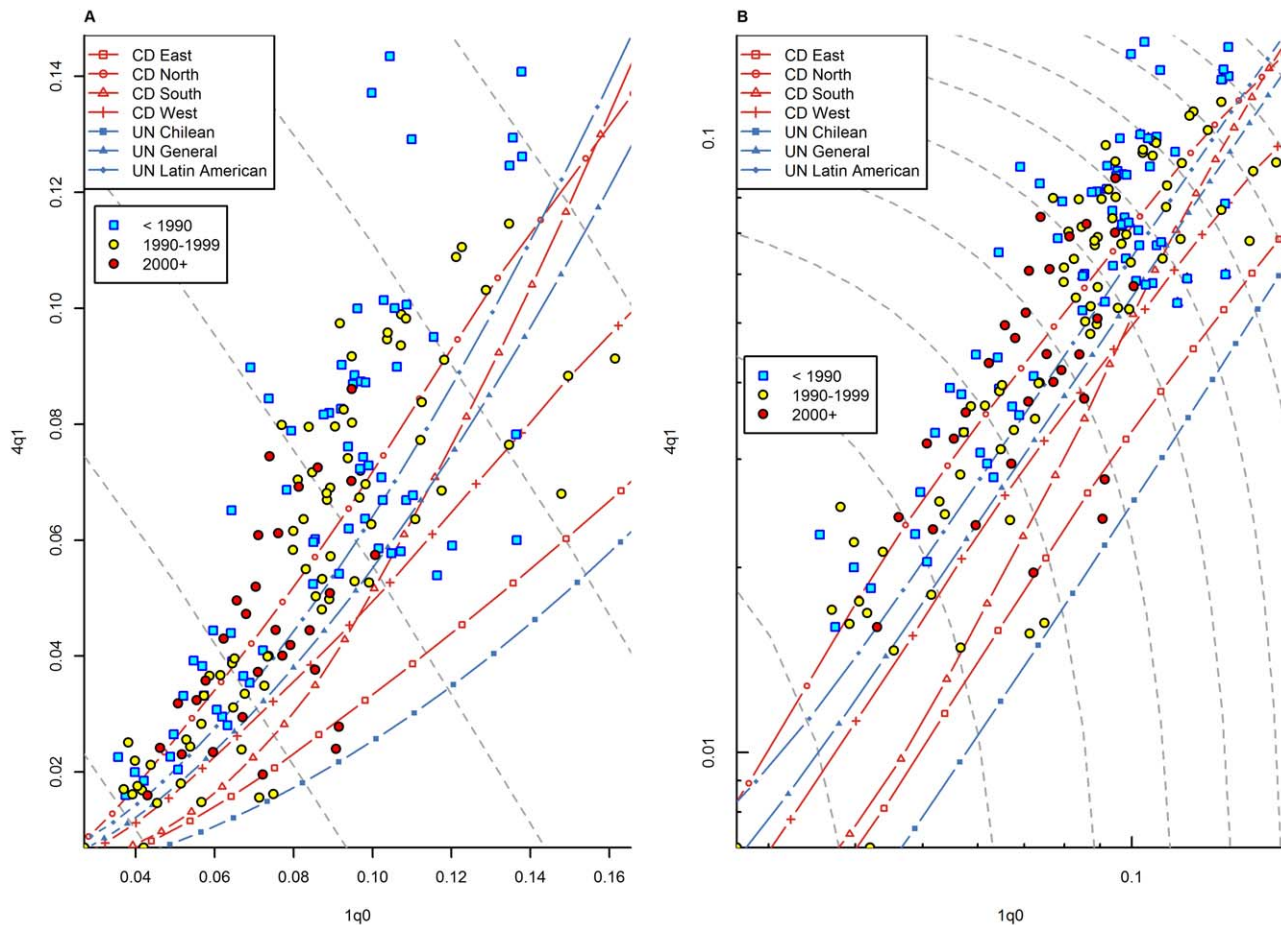 A
CD East
CD North
CD South
CD West
UN Chilean
UN General
UN Latin American
< 1990
1990-1999
2000+
4q1
0.14
0.12
0.10
0.08
0.06
0.04
0.02
0.04
0.06
0.08
0.10
0.12
0.14
0.16
1q0
B
CD East
CD North
CD South
CD West
UN Chilean
UN General
UN Latin American
< 1990
1990-1999
2000+
4q1
0.1
0.01
0.1
1q0